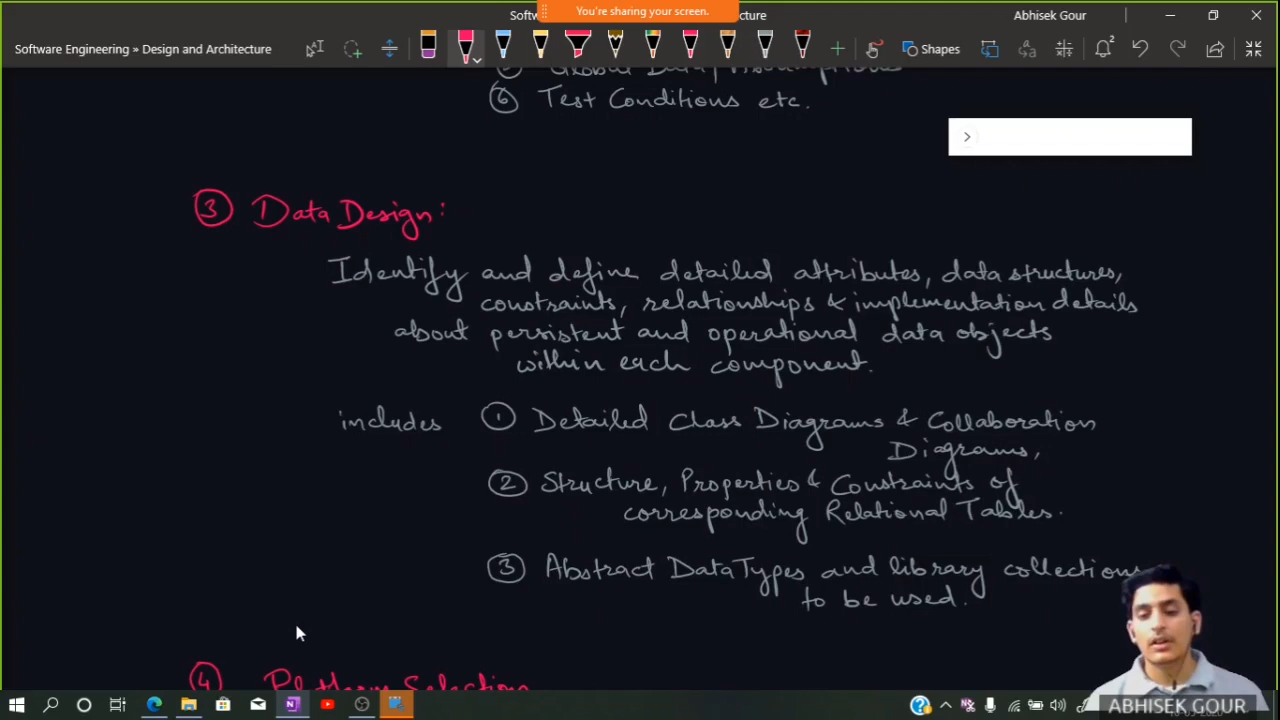 You're sharing your screen.
Abhisek Gour
Software Engineering » Design and Architecture
Shapes
⑥ Test Conditions etc.
③ Data Design:
Identify and define detailed attributes, data structures,
constraints, relationships & implementation details
about persistent and operational data objects
within each component.
includes ① Detailed Class Diagrams & Collaboration
Diagrams,
② Structure, Properties & Constraints of
corresponding Relational Tables.
③ Abstract DataTypes and library collections
to be used.
④ Platform Selection
ABHISEK GOUR